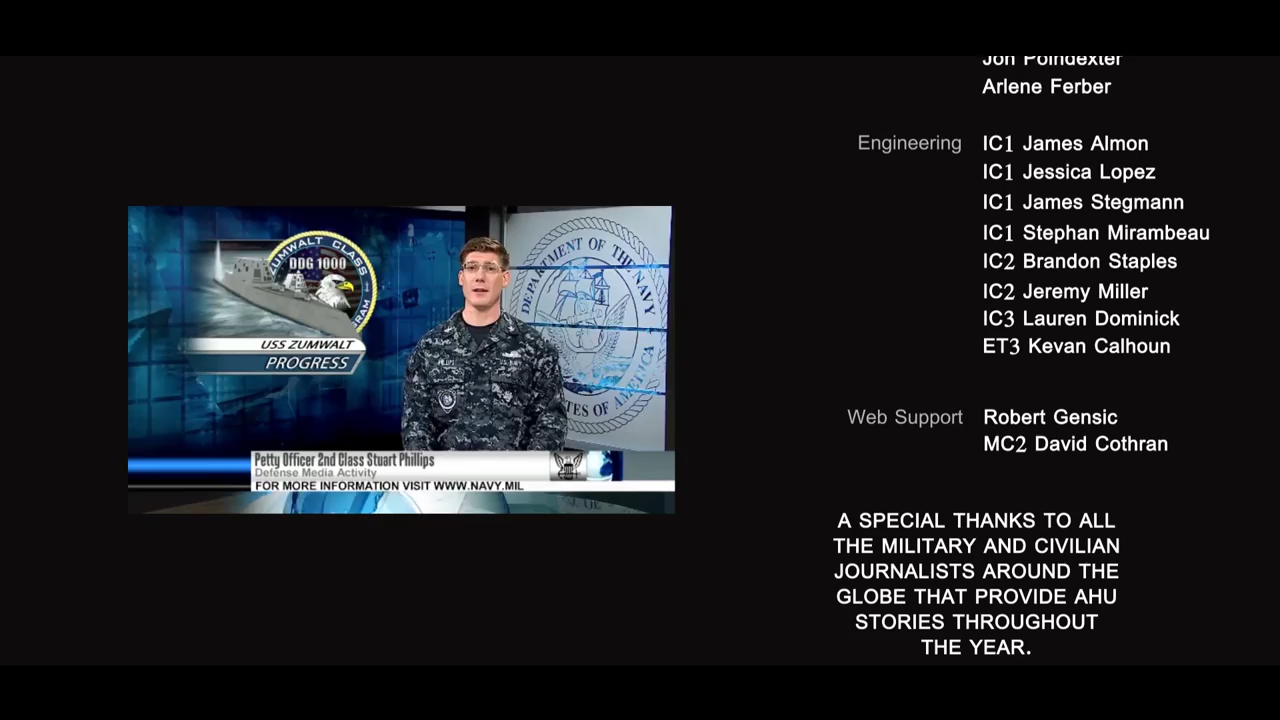 ZUMWALT CLASS
DDG 1000
USS ZUMWALT
PROGRESS
DEPARTMENT OF THE NAVY
Petty Officer 2nd Class Stuart Phillips
Defense Media Activity
FOR MORE INFORMATION VISIT WWW.NAVY.MIL
Jon Poindexter
Arlene Ferber
Engineering IC1 James Almon
IC1 Jessica Lopez
IC1 James Stegmann
IC1 Stephan Mirambeau
IC2 Brandon Staples
IC2 Jeremy Miller
IC3 Lauren Dominick
ET3 Kevan Calhoun
Web Support Robert Gensic
MC2 David Cothran
A SPECIAL THANKS TO ALL
THE MILITARY AND CIVILIAN
JOURNALISTS AROUND THE
GLOBE THAT PROVIDE AHU
STORIES THROUGHOUT
THE YEAR.